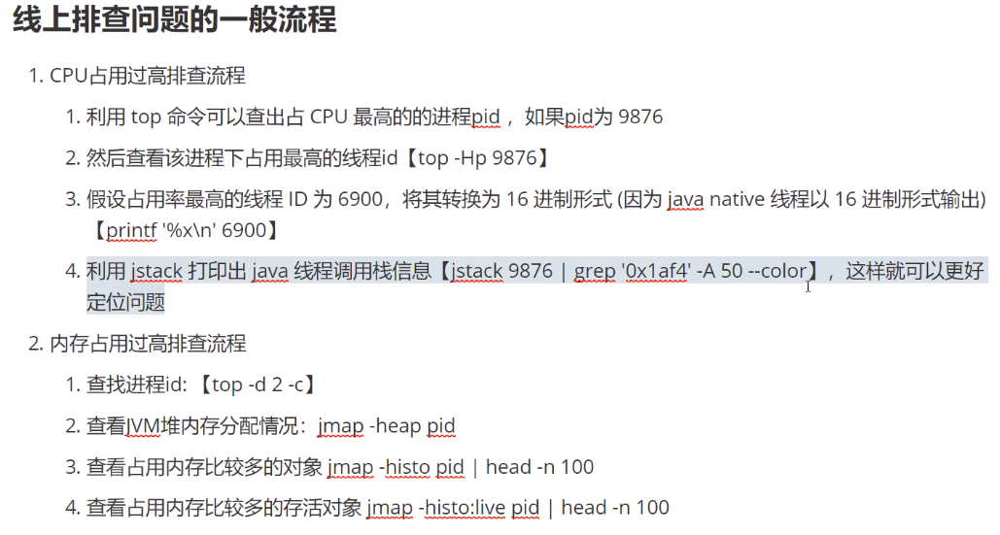 线上排查问题的一般流程
1. CPU占用过高排查流程
1. 利用 top 命令可以查出占 CPU 最高的的进程pid ，如果pid为 9876
2. 然后查看该进程下占用最高的线程id【top -Hp 9876】
3. 假设占用率最高的线程 ID 为 6900，将其转换为 16 进制形式 (因为 java native 线程以 16 进制形式输出)
【printf '%x\n' 6900】
4. 利用 jstack 打印出 java 线程调用栈信息【jstack 9876 | grep '0x1af4' -A 50 --color】，这样就可以更好
定位问题
2. 内存占用过高排查流程
1. 查找进程id: 【top -d 2 -c】
2. 查看JVM堆内存分配情况：jmap -heap pid
3. 查看占用内存比较多的对象 jmap -histo pid | head -n 100
4. 查看占用内存比较多的存活对象 jmap -histo:live pid | head -n 100